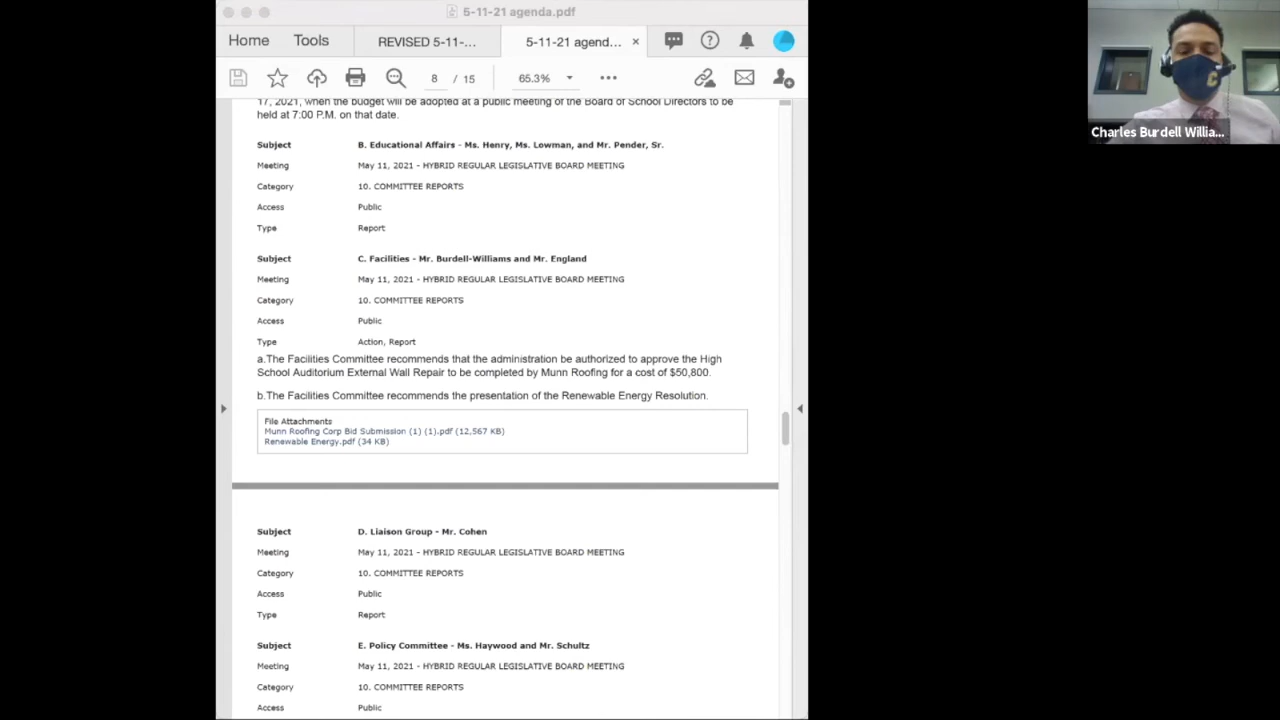 5-11-21 agenda.pdf
Home Tools REVISED 5-11-... 5-11-21 agend... ×
8 / 15 65.3%
17, 2021, when the budget will be adopted at a public meeting of the Board of School Directors to be
held at 7:00 P.M. on that date.
Subject B. Educational Affairs - Ms. Henry, Ms. Lowman, and Mr. Pender, Sr.
Meeting May 11, 2021 - HYBRID REGULAR LEGISLATIVE BOARD MEETING
Category 10. COMMITTEE REPORTS
Access Public
Type Report
Subject C. Facilities - Mr. Burdell-Williams and Mr. England
Meeting May 11, 2021 - HYBRID REGULAR LEGISLATIVE BOARD MEETING
Category 10. COMMITTEE REPORTS
Access Public
Type Action, Report
a.The Facilities Committee recommends that the administration be authorized to approve the High
School Auditorium External Wall Repair to be completed by Munn Roofing for a cost of $50,800.
b.The Facilities Committee recommends the presentation of the Renewable Energy Resolution.
File Attachments
Munn Roofing Corp Bid Submission (1) (1).pdf (12,567 KB)
Renewable Energy.pdf (34 KB)
Subject D. Liaison Group - Mr. Cohen
Meeting May 11, 2021 - HYBRID REGULAR LEGISLATIVE BOARD MEETING
Category 10. COMMITTEE REPORTS
Access Public
Type Report
Subject E. Policy Committee - Ms. Haywood and Mr. Schultz
Meeting May 11, 2021 - HYBRID REGULAR LEGISLATIVE BOARD MEETING
Category 10. COMMITTEE REPORTS
Access Public
C
Charles Burdell Willia...